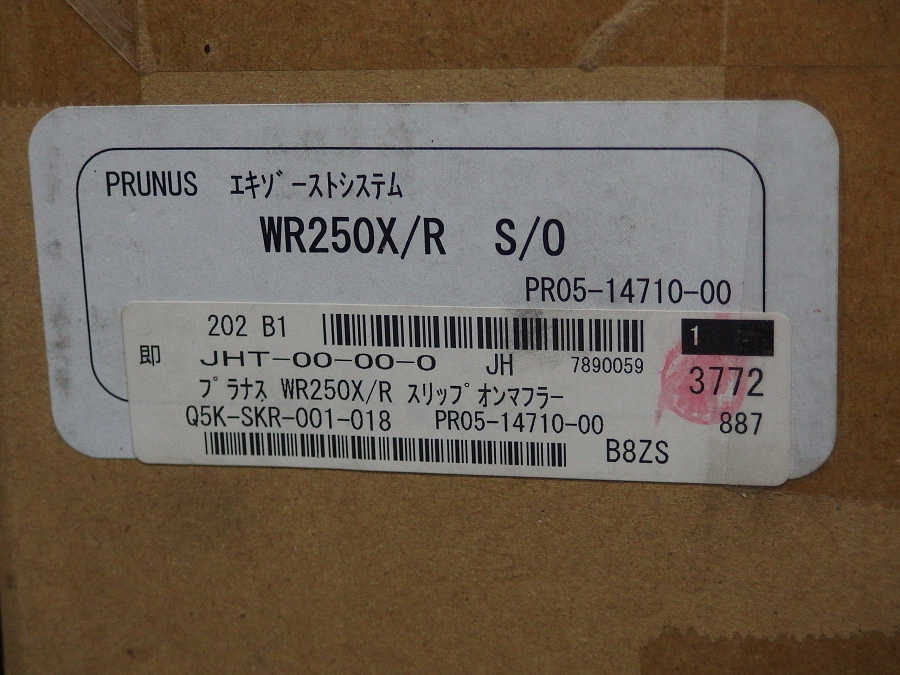 PRUNUS ｴｷｿﾞｰｽﾄｼｽﾃﾑ
WR250X/R S/O
PR05-14710-00
202 B1
1
即 JHT-00-00-0 JH 7890059
3772
ﾌﾟﾗﾅｽ WR250X/R ｽﾘｯﾌﾟｵﾝﾏﾌﾗｰ
Q5K-SKR-001-018 PR05-14710-00 887
B8ZS